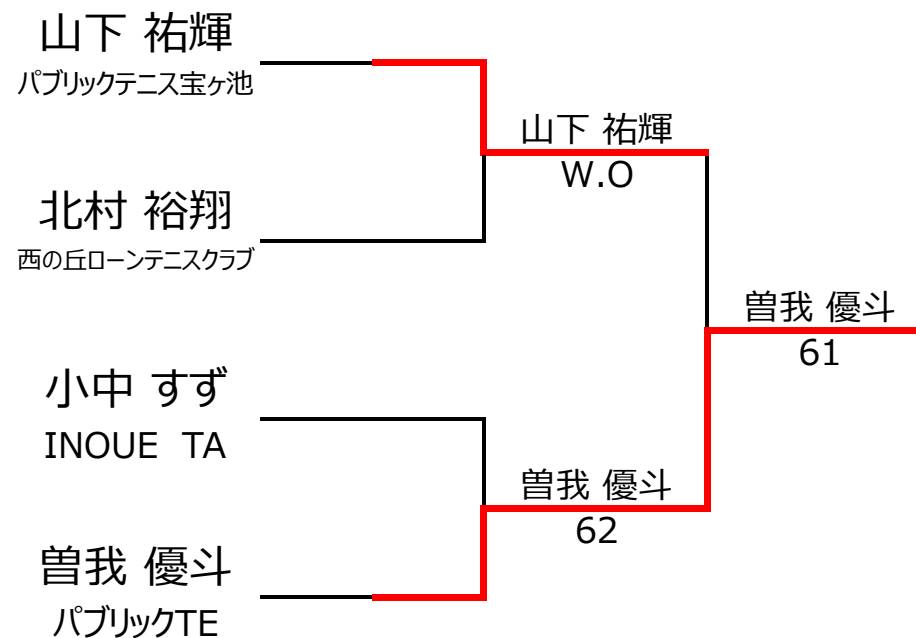 山下 祐輝
パブリックテニス宝ヶ池
山下 祐輝
W.O
北村 裕翔
西の丘ローンテニスクラブ
曽我 優斗
61
小中 すず
INOUE TA
曽我 優斗
62
曽我 優斗
パブリックTE